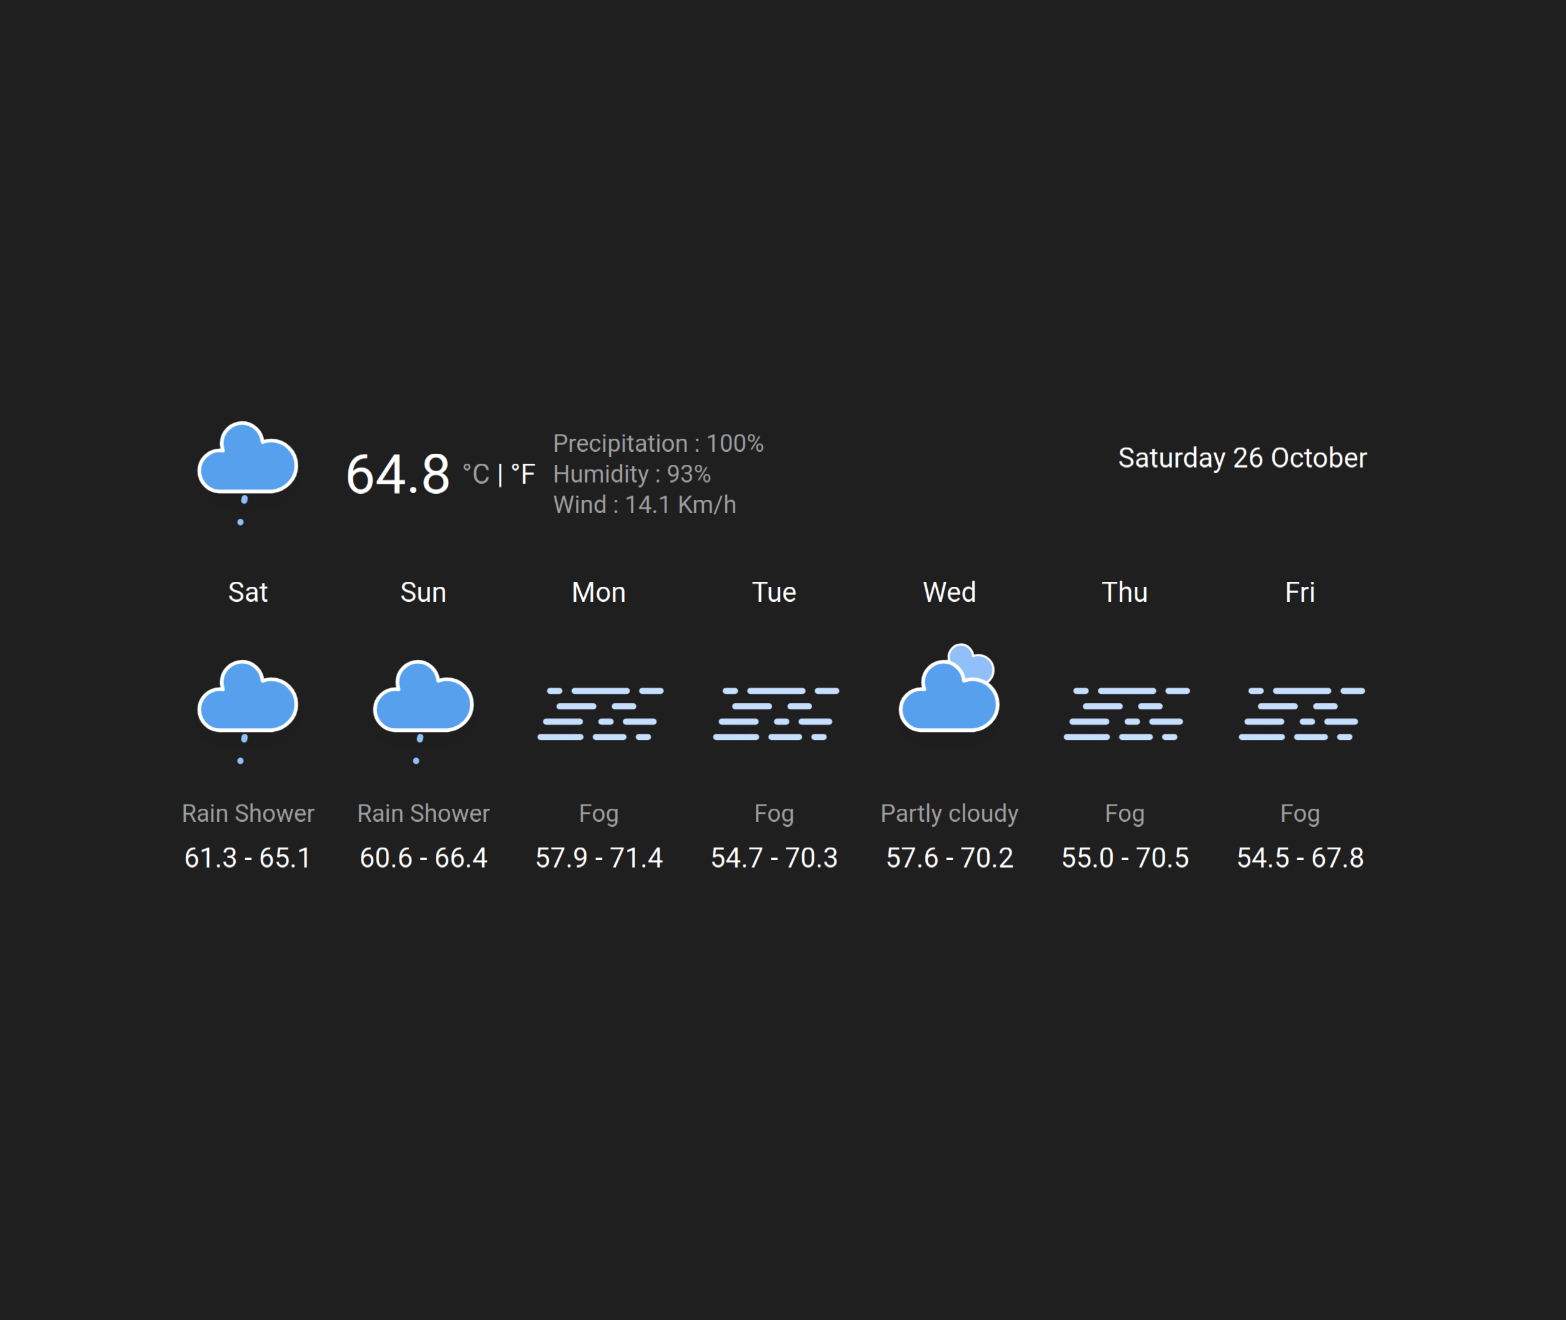 64.8 °C | °F
Precipitation : 100%
Humidity : 93%
Wind : 14.1 Km/h
Saturday 26 October
Sat Sun Mon Tue Wed Thu Fri
Rain Shower Rain Shower Fog Fog Partly cloudy Fog Fog
61.3 - 65.1 60.6 - 66.4 57.9 - 71.4 54.7 - 70.3 57.6 - 70.2 55.0 - 70.5 54.5 - 67.8